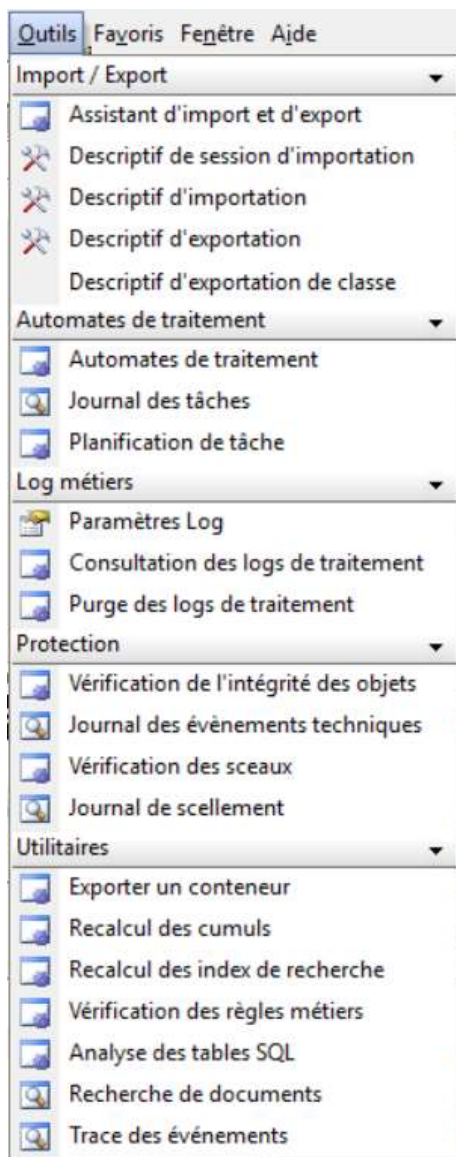 Outils Favoris Fenêtre Aide
Import / Export
Assistant d'import et d'export
Descriptif de session d'importation
Descriptif d'importation
Descriptif d'exportation
Descriptif d'exportation de classe
Automates de traitement
Automates de traitement
Journal des tâches
Planification de tâche
Log métiers
Paramètres Log
Consultation des logs de traitement
Purge des logs de traitement
Protection
Vérification de l'intégrité des objets
Journal des évènements techniques
Vérification des sceaux
Journal de scellement
Utilitaires
Exporter un conteneur
Recalcul des cumuls
Recalcul des index de recherche
Vérification des règles métiers
Analyse des tables SQL
Recherche de documents
Trace des événements